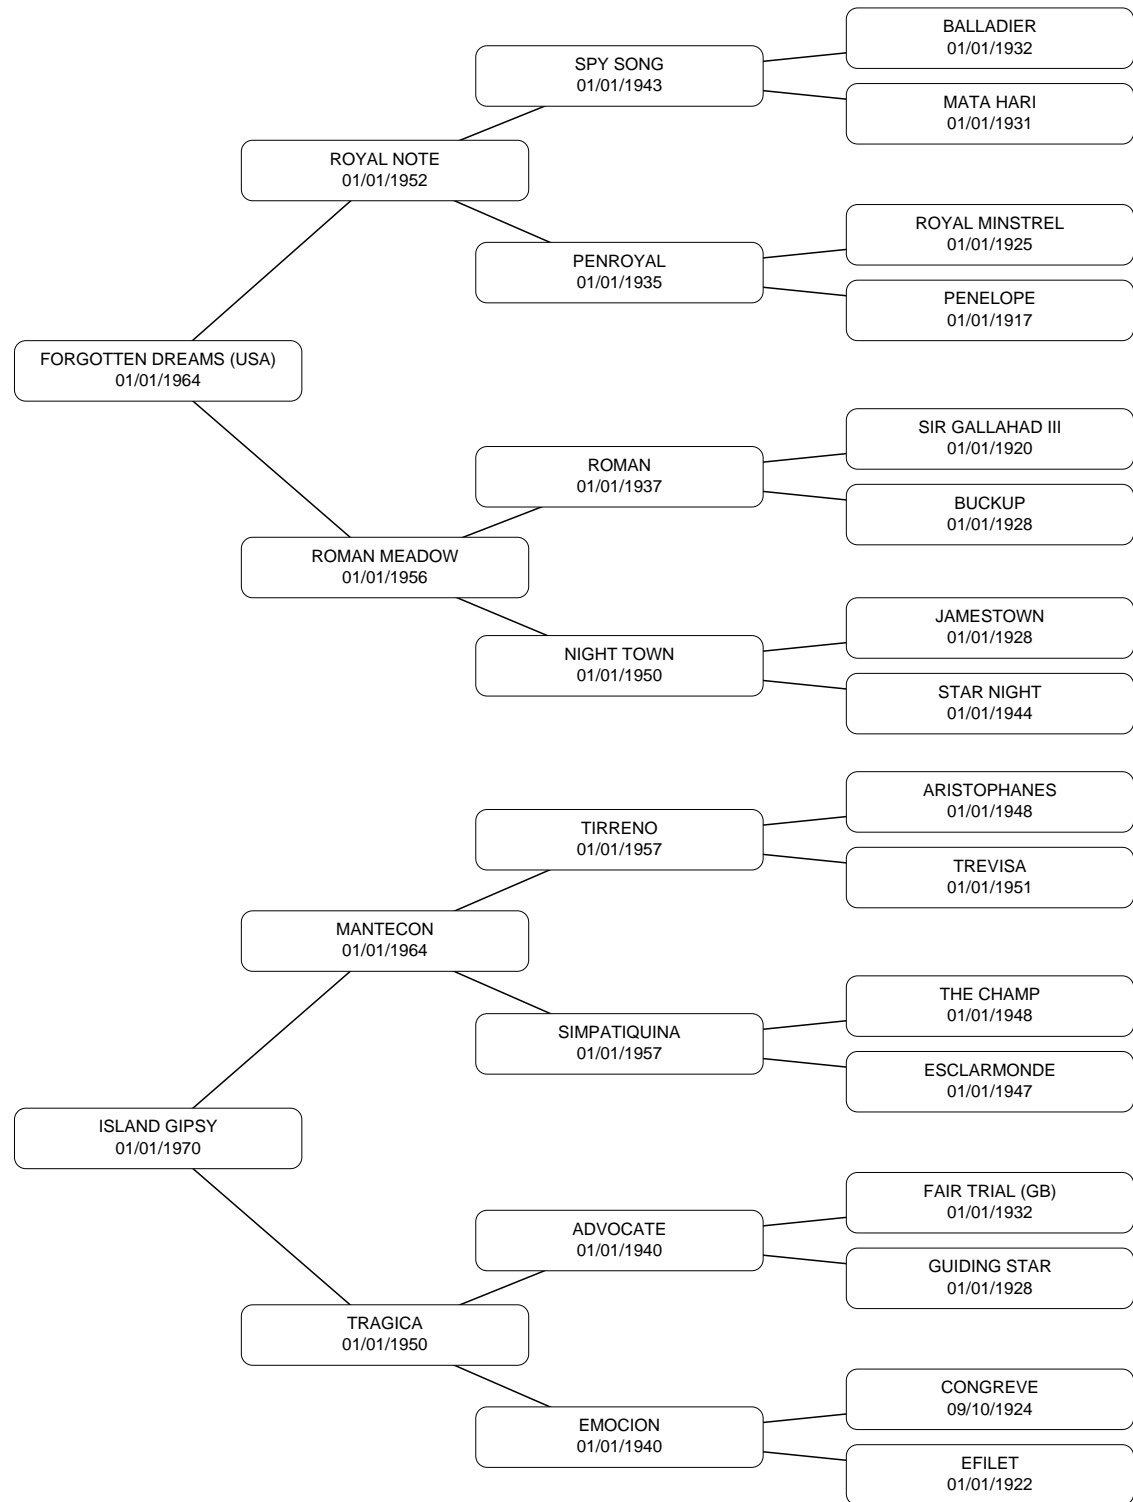 BALLADIER
01/01/1932
SPY SONG
01/01/1943
MATA HARI
01/01/1931
ROYAL NOTE
01/01/1952
ROYAL MINSTREL
01/01/1925
PENROYAL
01/01/1935
PENELOPE
01/01/1917
FORGOTTEN DREAMS (USA)
01/01/1964
SIR GALLAHAD III
01/01/1920
ROMAN
01/01/1937
BUCKUP
01/01/1928
ROMAN MEADOW
01/01/1956
JAMESTOWN
01/01/1928
NIGHT TOWN
01/01/1950
STAR NIGHT
01/01/1944
ARISTOPHANES
01/01/1948
TIRRENO
01/01/1957
TREVISA
01/01/1951
MANTECON
01/01/1964
THE CHAMP
01/01/1948
SIMPATIQUINA
01/01/1957
ESCLARMONDE
01/01/1947
ISLAND GIPSY
01/01/1970
FAIR TRIAL (GB)
01/01/1932
ADVOCATE
01/01/1940
GUIDING STAR
01/01/1928
TRAGICA
01/01/1950
CONGREVE
09/10/1924
EMOCION
01/01/1940
EFILET
01/01/1922